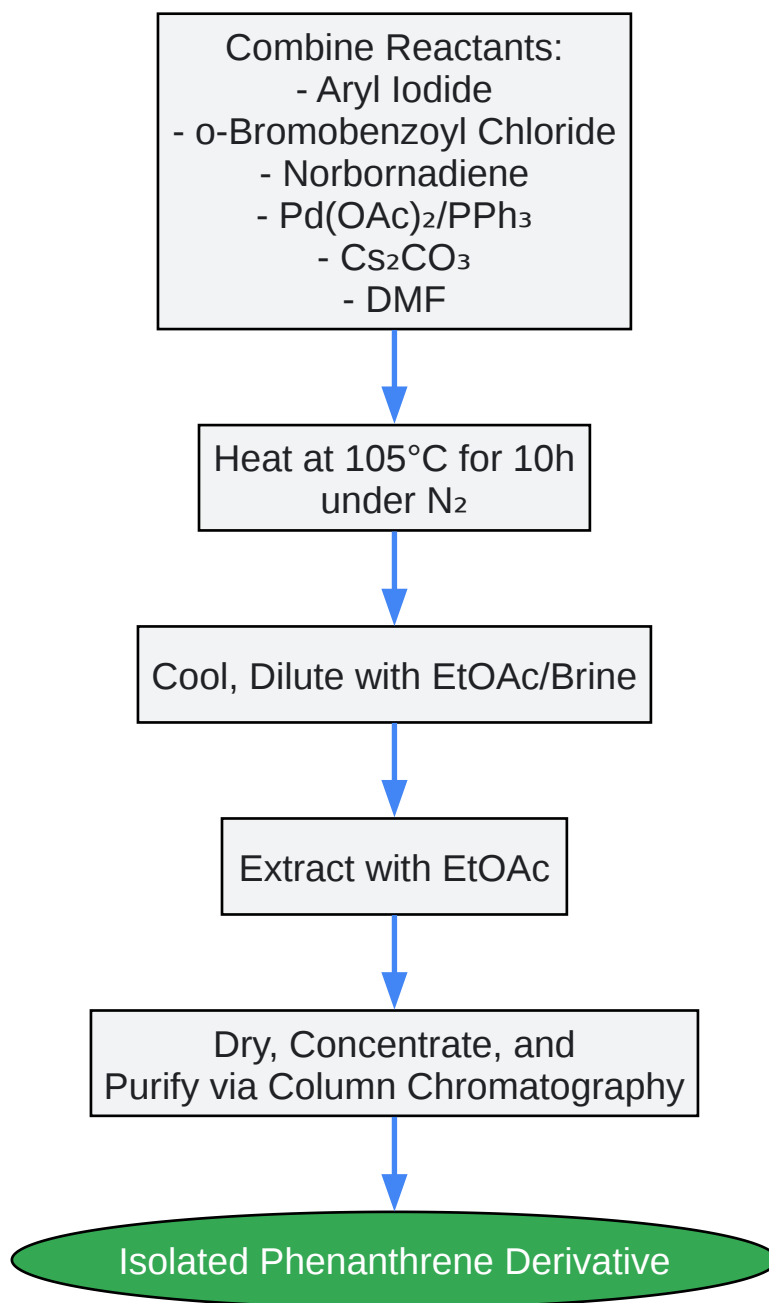 Combine Reactants:
- Aryl Iodide
- o-Bromobenzoyl Chloride
- Norbornadiene
- Pd(OAc)₂/PPh₃
- Cs₂CO₃
- DMF
Heat at 105°C for 10h
under N₂
Cool, Dilute with EtOAc/Brine
Extract with EtOAc
Dry, Concentrate, and
Purify via Column Chromatography
Isolated Phenanthrene Derivative